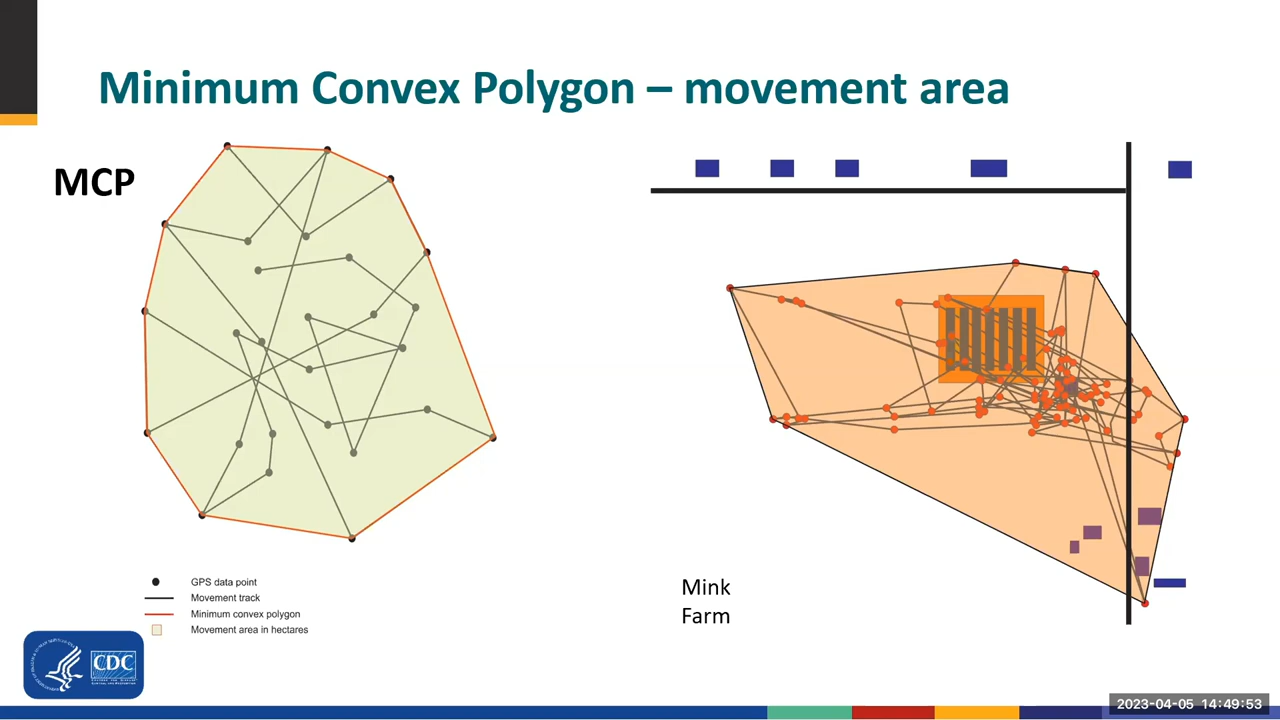 Minimum Convex Polygon – movement area
MCP
GPS data point
Movement track
Minimum convex polygon
Movement area in hectares
Mink
Farm
CDC
2023-04-05 14:49:53